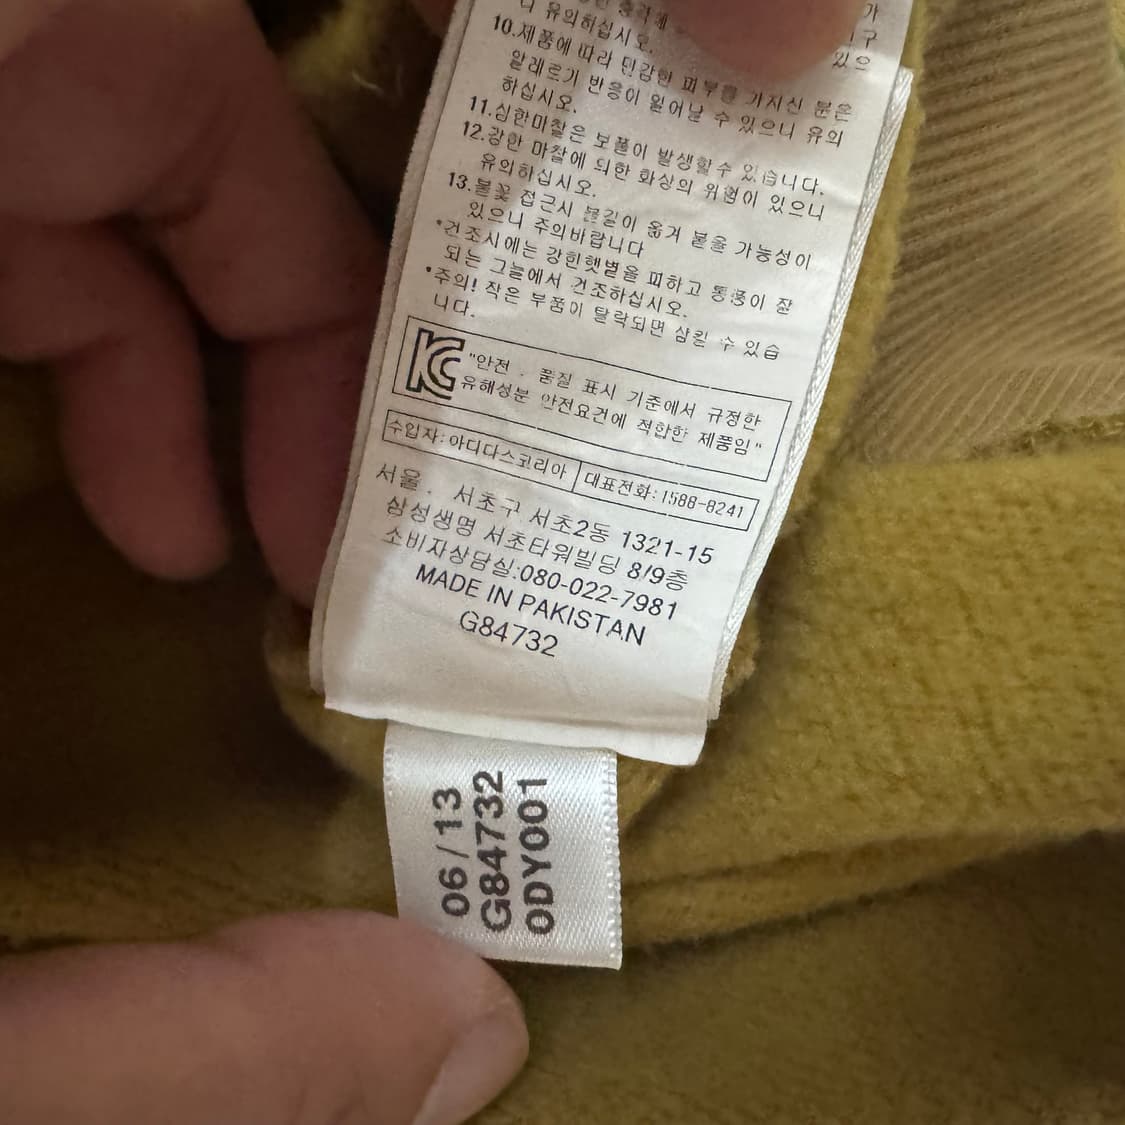 니 유의하십시오.
있으
10.제품에 따라 민감한 피부를 가지신 분은
알레르기 반응이 일어날 수 있으니 유의
하십시오.
11.심한마찰은 보풀이 발생할수 있습니다.
12.강한 마찰에 의한 화상의 위험이 있으니
유의하십시오.
13.불꽃 접근시 불길이 옮겨 붙을 가능성이
있으니 주의바랍니다
*건조시에는 강한햇볕을 피하고 통풍이 잘
되는 그늘에서 건조하십시오.
*주의! 작은 부품이 탈락되면 삼킬 수 있습
니다.
"안전 . 품질 표시 기준에서 규정한
유해성분 안전요건에 적합한 제품임"
수입자:아디다스코리아 대표전화:1588-8241
서울. 서초구 서초2동 1321-15
삼성생명 서초타워빌딩 8/9층
소비자상담실:080-022-7981
MADE IN PAKISTAN
G84732
06/13
G84732
ODY001